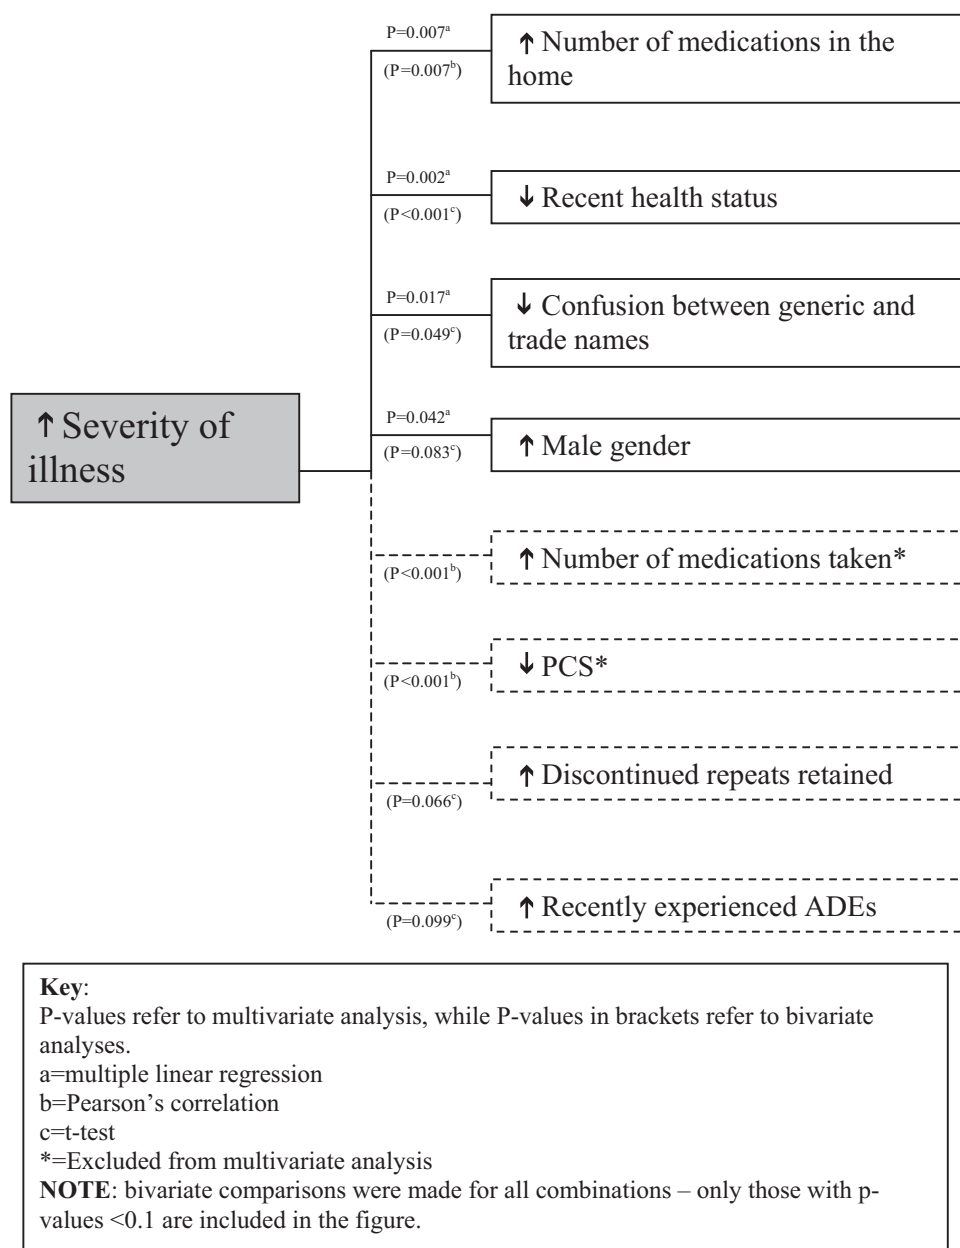 P=0.007ᵃ
↑ Number of medications in the
home
(P=0.007ᵇ)
P=0.002ᵃ
↓ Recent health status
(P<0.001ᶜ)
P=0.017ᵃ
↓ Confusion between generic and
trade names
(P=0.049ᶜ)
↑ Severity of
illness
P=0.042ᵃ
↑ Male gender
(P=0.083ᶜ)
↑ Number of medications taken*
(P<0.001ᵇ)
↓ PCS*
(P<0.001ᵇ)
↑ Discontinued repeats retained
(P=0.066ᶜ)
↑ Recently experienced ADEs
(P=0.099ᶜ)
Key:
P-values refer to multivariate analysis, while P-values in brackets refer to bivariate
analyses.
a=multiple linear regression
b=Pearson's correlation
c=t-test
*=Excluded from multivariate analysis
NOTE: bivariate comparisons were made for all combinations – only those with p-
values <0.1 are included in the figure.